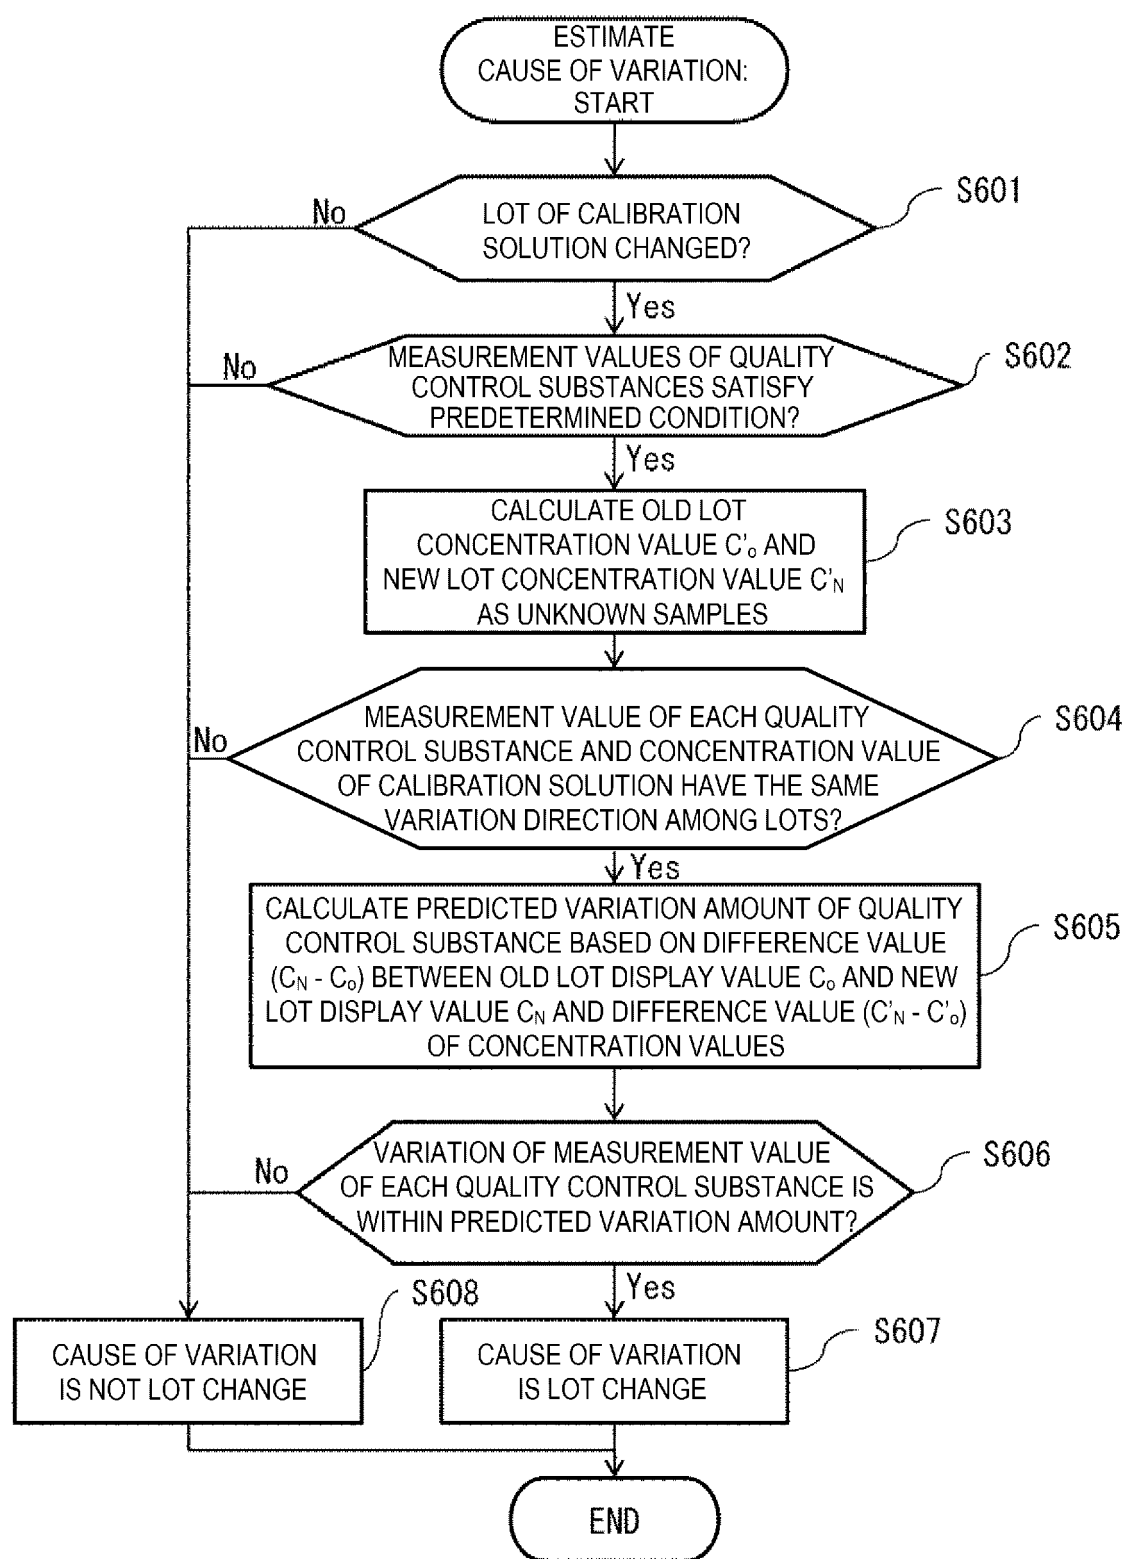 ESTIMATE
CAUSE OF VARIATION:
START
S601
No
LOT OF CALIBRATION
SOLUTION CHANGED?
Yes
S602
No
MEASUREMENT VALUES OF QUALITY
CONTROL SUBSTANCES SATISFY
PREDETERMINED CONDITION?
Yes
S603
CALCULATE OLD LOT
CONCENTRATION VALUE C'o AND
NEW LOT CONCENTRATION VALUE C'N
AS UNKNOWN SAMPLES
S604
No
MEASUREMENT VALUE OF EACH QUALITY
CONTROL SUBSTANCE AND CONCENTRATION VALUE
OF CALIBRATION SOLUTION HAVE THE SAME
VARIATION DIRECTION AMONG LOTS?
Yes
S605
CALCULATE PREDICTED VARIATION AMOUNT OF QUALITY
CONTROL SUBSTANCE BASED ON DIFFERENCE VALUE
(CN - Co) BETWEEN OLD LOT DISPLAY VALUE Co AND NEW
LOT DISPLAY VALUE CN AND DIFFERENCE VALUE (C'N - C'o)
OF CONCENTRATION VALUES
S606
No
VARIATION OF MEASUREMENT VALUE
OF EACH QUALITY CONTROL SUBSTANCE IS
WITHIN PREDICTED VARIATION AMOUNT?
Yes
S608
CAUSE OF VARIATION
IS NOT LOT CHANGE
S607
CAUSE OF VARIATION
IS LOT CHANGE
END